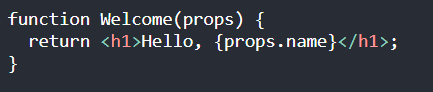 function Welcome(props) {
  return <h1>Hello, {props.name}</h1>;
}